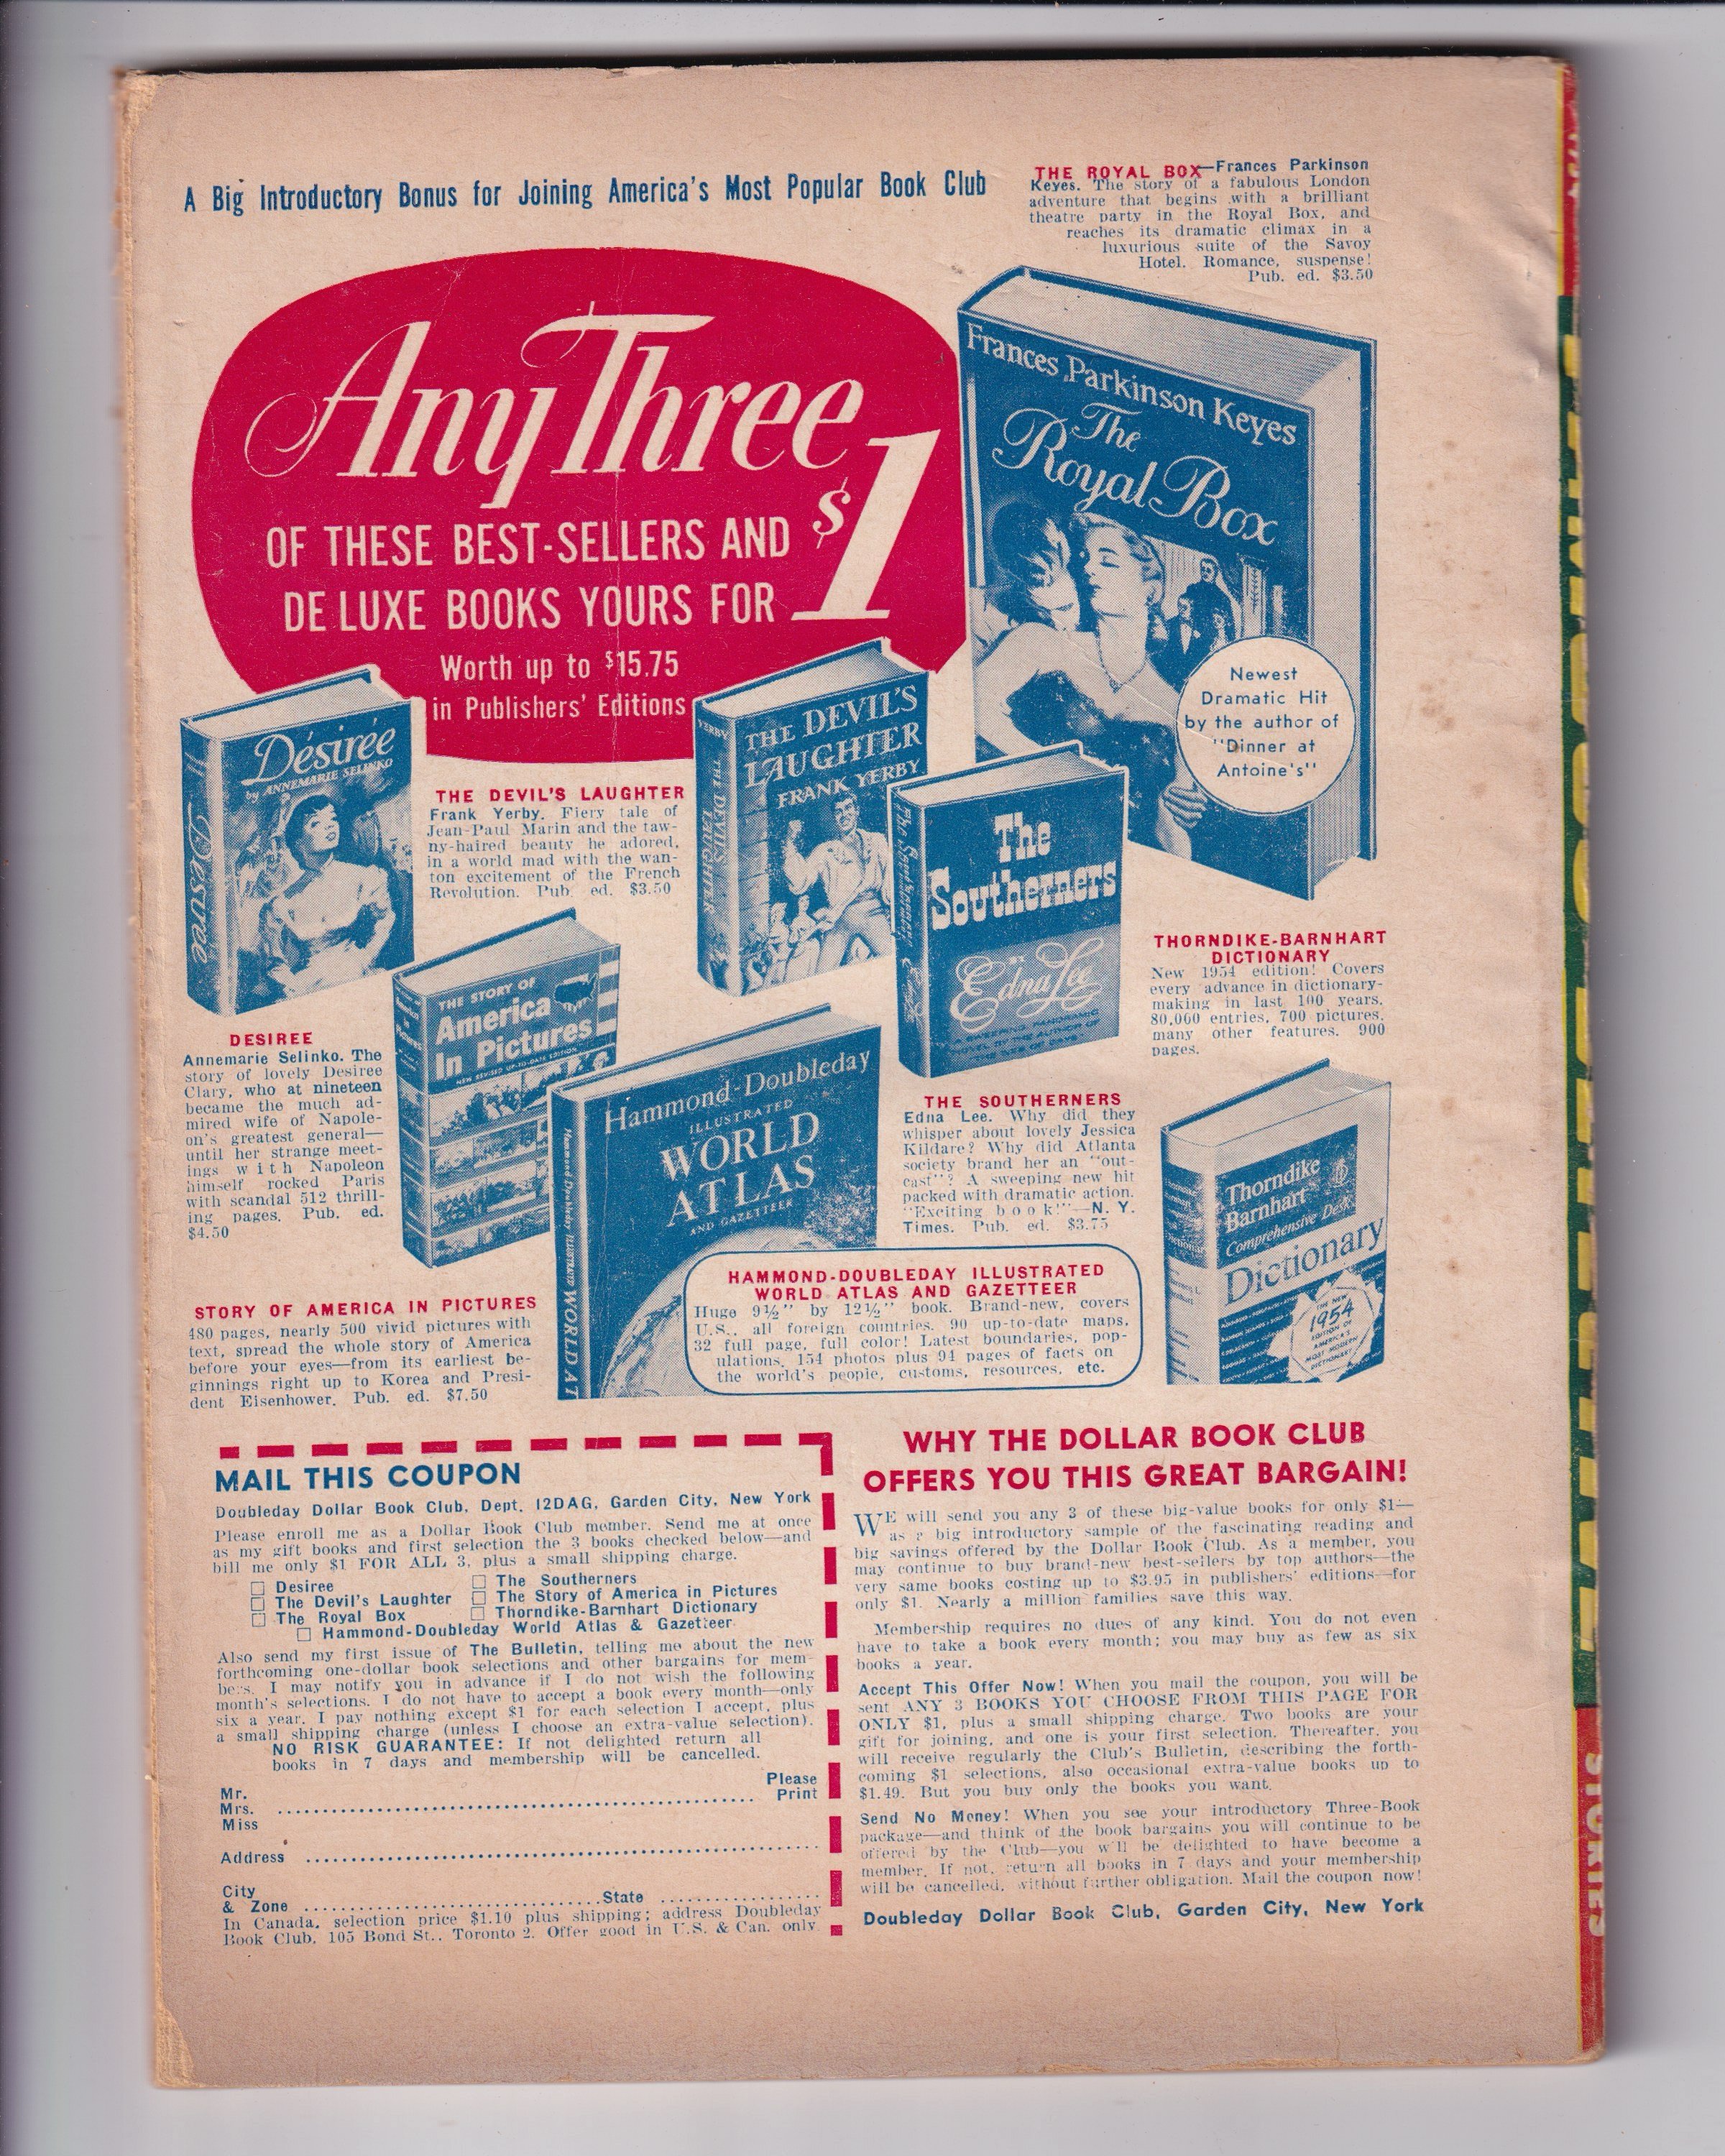 A Big Introductory Bonus for Joining America's Most Popular Book Club
THE ROYAL BOX—Frances Parkinson
Keyes. The story of a fabulous London
adventure that begins with a brilliant
theatre party in the Royal Box, and
reaches its dramatic climax in a
luxurious suite of the Savoy
Hotel. Romance, suspense!
Pub. ed. $3.50
Any Three
OF THESE BEST-SELLERS AND
DE LUXE BOOKS YOURS FOR
$1
Worth up to $15.75
in Publishers' Editions
Frances Parkinson Keyes
The
Royal Box
Newest
Dramatic Hit
by the author of
"Dinner at
Antoine's"
Désirée
by ANNEMARIE SELINKO
Désirée
THE DEVIL'S LAUGHTER
Frank Yerby. Fiery tale of
Jean-Paul Marin and the taw-
ny-haired beauty he adored,
in a world mad with the wan-
ton excitement of the French
Revolution. Pub. ed. $3.50
YERBY
THE DEVIL'S LAUGHTER
THE DEVIL'S
LAUGHTER
FRANK YERBY
The Southerners
The
Southerners
BY
Edna Lee
A SWEEPING, PANORAMIC
NOVEL BY THE AUTHOR OF
THE WEB OF DAYS
THORNDIKE-BARNHART
DICTIONARY
New 1954 edition! Covers
every advance in dictionary-
making in last 100 years.
80,000 entries, 700 pictures,
many other features. 900
pages.
DESIREE
Annemarie Selinko. The
story of lovely Desiree
Clary, who at nineteen
became the much ad-
mired wife of Napole-
on's greatest general—
until her strange meet-
ings with Napoleon
himself rocked Paris
with scandal 512 thrill-
ing pages. Pub. ed.
$4.50
THE STORY OF
America
In Pictures
NEW REVISED UP-TO-DATE EDITION
Hammond-Doubleday
ILLUSTRATED
WORLD
ATLAS
AND GAZETTEER
Hammond Doubleday ILLUSTRATED WORLD AT
THE SOUTHERNERS
Edna Lee. Why did they
whisper about lovely Jessica
Kildare? Why did Atlanta
society brand her an "out-
cast"? A sweeping new hit
packed with dramatic action.
"Exciting book!"—N. Y.
Times. Pub. ed. $3.75
Thorndike
Barnhart
Comprehensive Desk
Dictionary
THE NEW
1954
EDITION OF
AMERICA'S
MOST MODERN
DICTIONARY!
STORY OF AMERICA IN PICTURES
480 pages, nearly 500 vivid pictures with
text, spread the whole story of America
before your eyes—from its earliest be-
ginnings right up to Korea and Presi-
dent Eisenhower. Pub. ed. $7.50
HAMMOND-DOUBLEDAY ILLUSTRATED
WORLD ATLAS AND GAZETTEER
Huge 9½" by 12½" book. Brand-new, covers
U.S., all foreign countries. 90 up-to-date maps,
32 full page, full color! Latest boundaries, pop-
ulations. 154 photos plus 94 pages of facts on
the world's people, customs, resources, etc.
MAIL THIS COUPON
Doubleday Dollar Book Club, Dept. 12DAG, Garden City, New York
Please enroll me as a Dollar Book Club member. Send me at once
as my gift books and first selection the 3 books checked below—and
bill me only $1 FOR ALL 3, plus a small shipping charge.
☐ Desiree
☐ The Devil's Laughter
☐ The Royal Box
☐ The Southerners
☐ The Story of America in Pictures
☐ Thorndike-Barnhart Dictionary
☐ Hammond-Doubleday World Atlas & Gazetteer
Also send my first issue of The Bulletin, telling me about the new
forthcoming one-dollar book selections and other bargains for mem-
bers. I may notify you in advance if I do not wish the following
month's selections. I do not have to accept a book every month—only
six a year. I pay nothing except $1 for each selection I accept, plus
a small shipping charge (unless I choose an extra-value selection).
NO RISK GUARANTEE: If not delighted return all
books in 7 days and membership will be cancelled.
Mr.
Mrs.
Miss
Please
Print
Address
City
& Zone
State
In Canada, selection price $1.10 plus shipping; address Doubleday
Book Club, 105 Bond St., Toronto 2. Offer good in U.S. & Can. only.
WHY THE DOLLAR BOOK CLUB
OFFERS YOU THIS GREAT BARGAIN!
WE will send you any 3 of these big-value books for only $1—
as a big introductory sample of the fascinating reading and
big savings offered by the Dollar Book Club. As a member, you
may continue to buy brand-new best-sellers by top authors—the
very same books costing up to $3.95 in publishers' editions—for
only $1. Nearly a million families save this way.
Membership requires no dues of any kind. You do not even
have to take a book every month; you may buy as few as six
books a year.
Accept This Offer Now! When you mail the coupon, you will be
sent ANY 3 BOOKS YOU CHOOSE FROM THIS PAGE FOR
ONLY $1, plus a small shipping charge. Two books are your
gift for joining, and one is your first selection. Thereafter, you
will receive regularly the Club's Bulletin, describing the forth-
coming $1 selections, also occasional extra-value books up to
$1.49. But you buy only the books you want.
Send No Money! When you see your introductory Three-Book
package—and think of the book bargains you will continue to be
offered by the Club—you w'll be delighted to have become a
member. If not, return all books in 7 days and your membership
will be cancelled, without further obligation. Mail the coupon now!
Doubleday Dollar Book Club, Garden City, New York
STORIES